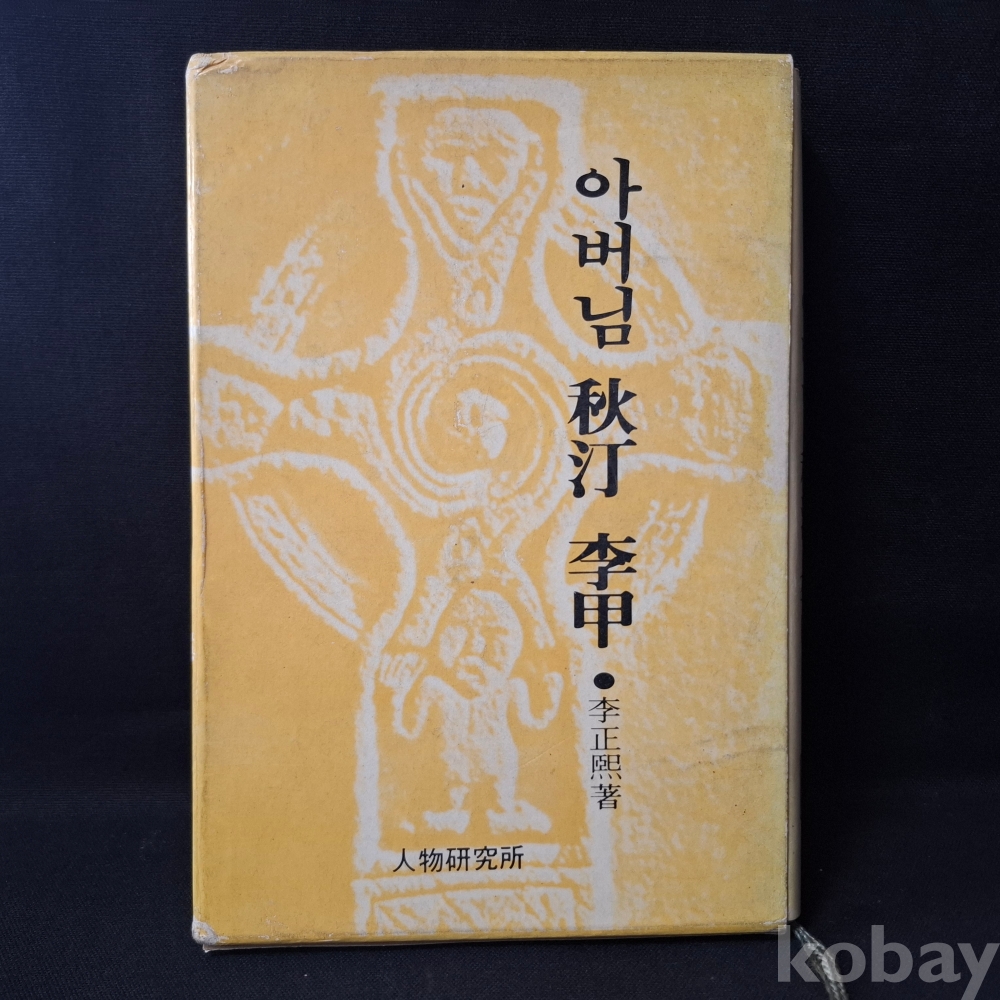 아버님 秋汀 李甲
李正熙著
人物研究所
kobay